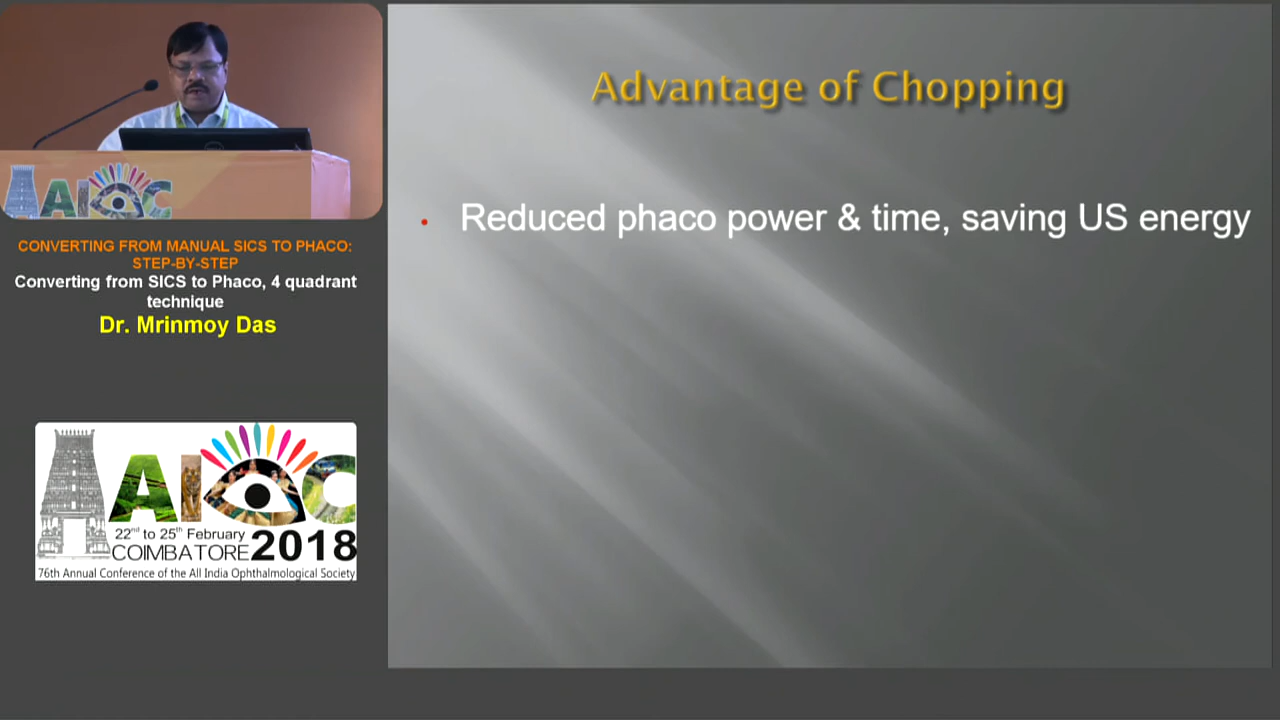 Advantage of Chopping
• Reduced phaco power & time, saving US energy
AIOC
CONVERTING FROM MANUAL SICS TO PHACO:
STEP-BY-STEP
Converting from SICS to Phaco, 4 quadrant
technique
Dr. Mrinmoy Das
AIOC
22nd to 25th February
COIMBATORE 2018
76th Annual Conference of the All India Ophthalmological Society